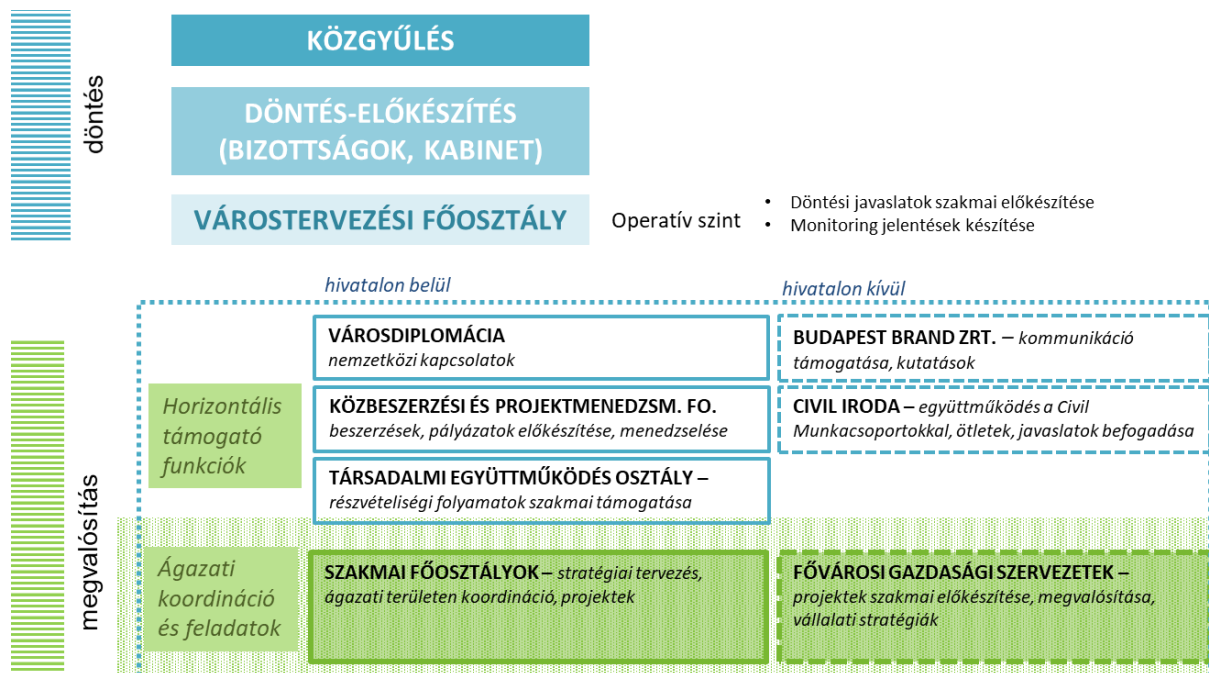 döntés
KÖZGYŰLÉS
DÖNTÉS-ELŐKÉSZÍTÉS
(BIZOTTSÁGOK, KABINET)
VÁROSTERVEZÉSI FŐOSZTÁLY
Operatív szint
• Döntési javaslatok szakmai előkészítése
• Monitoring jelentések készítése
megvalósítás
hivatalon belül
hivatalon kívül
Horizontális
támogató
funkciók
VÁROSDIPLOMÁCIA
nemzetközi kapcsolatok
BUDAPEST BRAND ZRT. – kommunikáció
támogatása, kutatások
KÖZBESZERZÉSI ÉS PROJEKTMENEDZSM. FO.
beszerzések, pályázatok előkészítése, menedzselése
CIVIL IRODA – együttműködés a Civil
Munkacsoportokkal, ötletek, javaslatok befogadása
TÁRSADALMI EGYÜTTMŰKÖDÉS OSZTÁLY –
részvételiségi folyamatok szakmai támogatása
Ágazati
koordináció
és feladatok
SZAKMAI FŐOSZTÁLYOK – stratégiai tervezés,
ágazati területen koordináció, projektek
FŐVÁROSI GAZDASÁGI SZERVEZETEK –
projektek szakmai előkészítése, megvalósítása,
vállalati stratégiák